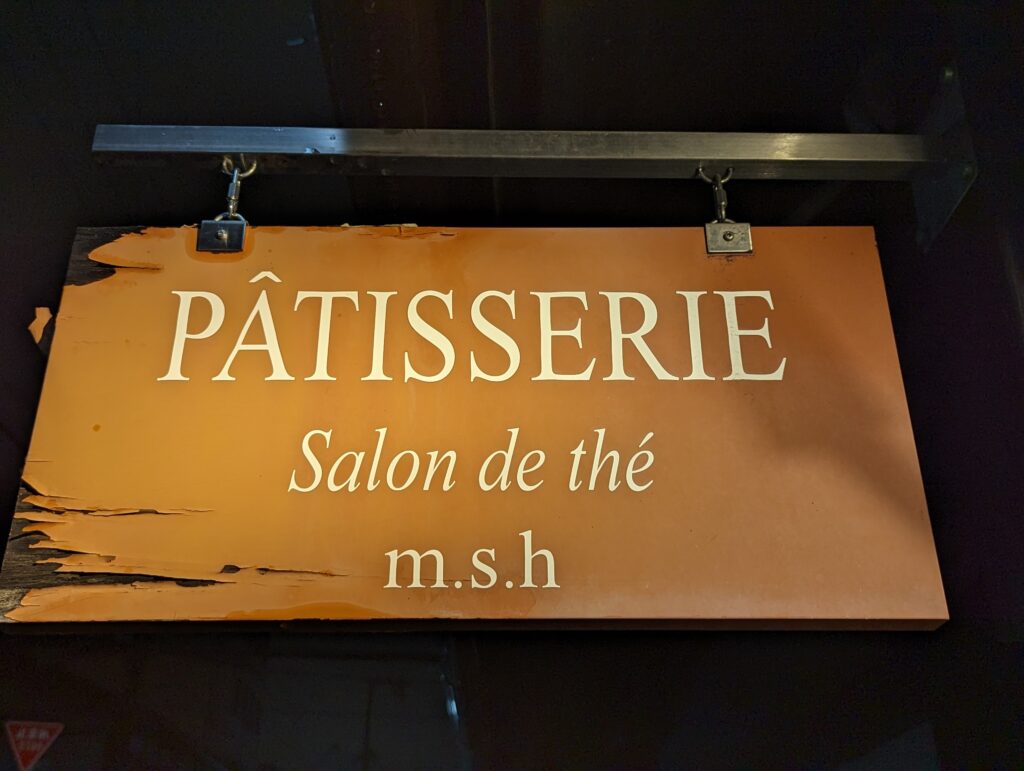 PÂTISSERIE
Salon de thé
m.s.h